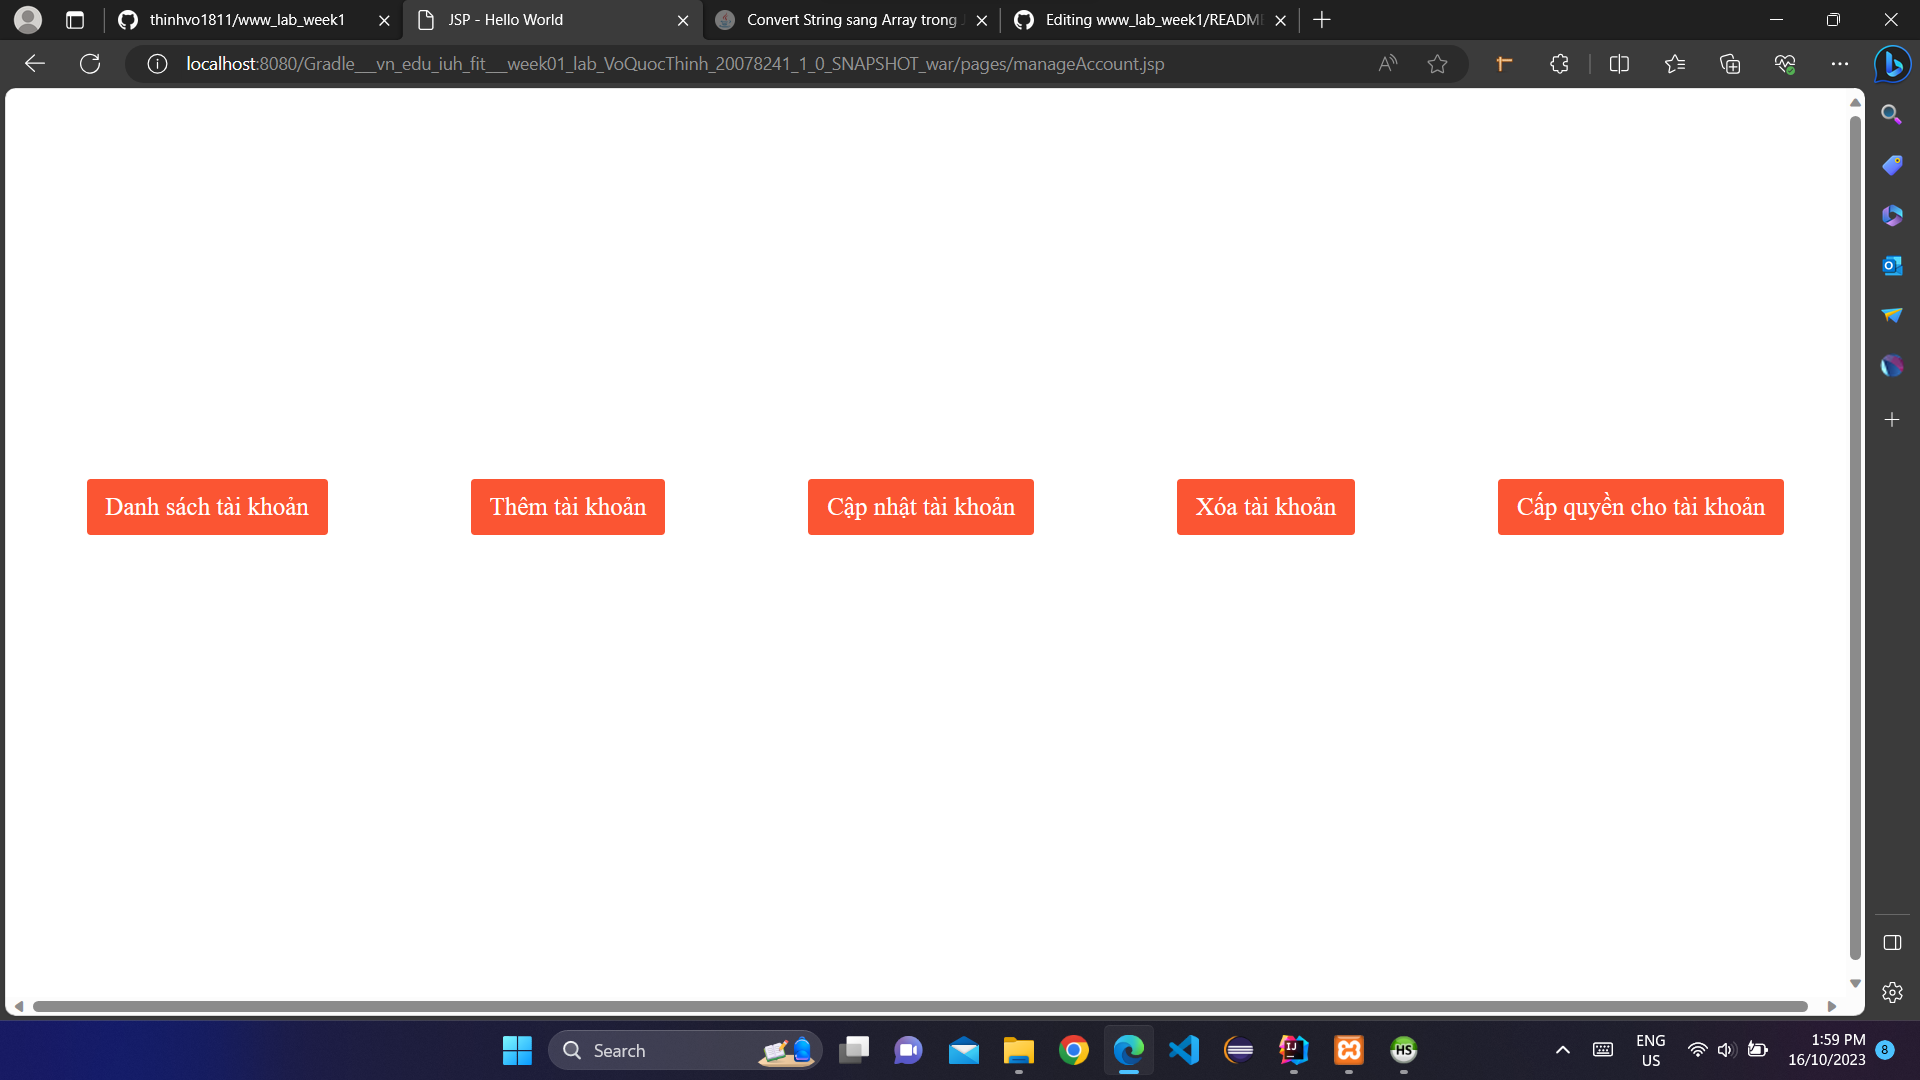 thinhvo1811/www_lab_week1
JSP - Hello World
Convert String sang Array trong J
Editing www_lab_week1/README
localhost:8080/Gradle___vn_edu_iuh_fit___week01_lab_VoQuocThinh_20078241_1_0_SNAPSHOT_war/pages/manageAccount.jsp
Danh sách tài khoản
Thêm tài khoản
Cập nhật tài khoản
Xóa tài khoản
Cấp quyền cho tài khoản
Search
ENG
US
1:59 PM
16/10/2023
8